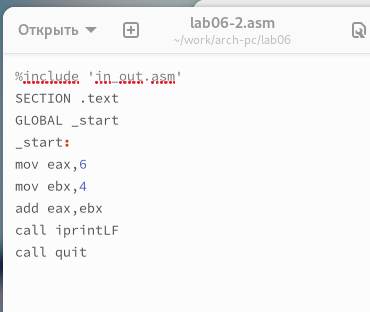 Открыть
lab06-2.asm
~/work/arch-pc/lab06
%include 'in_out.asm'
SECTION .text
GLOBAL _start
_start:
mov eax,6
mov ebx,4
add eax,ebx
call iprintLF
call quit